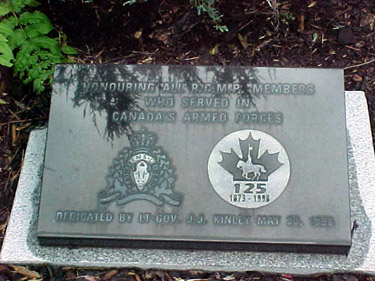 HONOURING ALL R.C.M.P. MEMBERS
WHO SERVED IN
CANADA'S ARMED FORCES
125
1873-1998
DEDICATED BY LT. GOV. J.J. KINLEY MAY 30, 1998